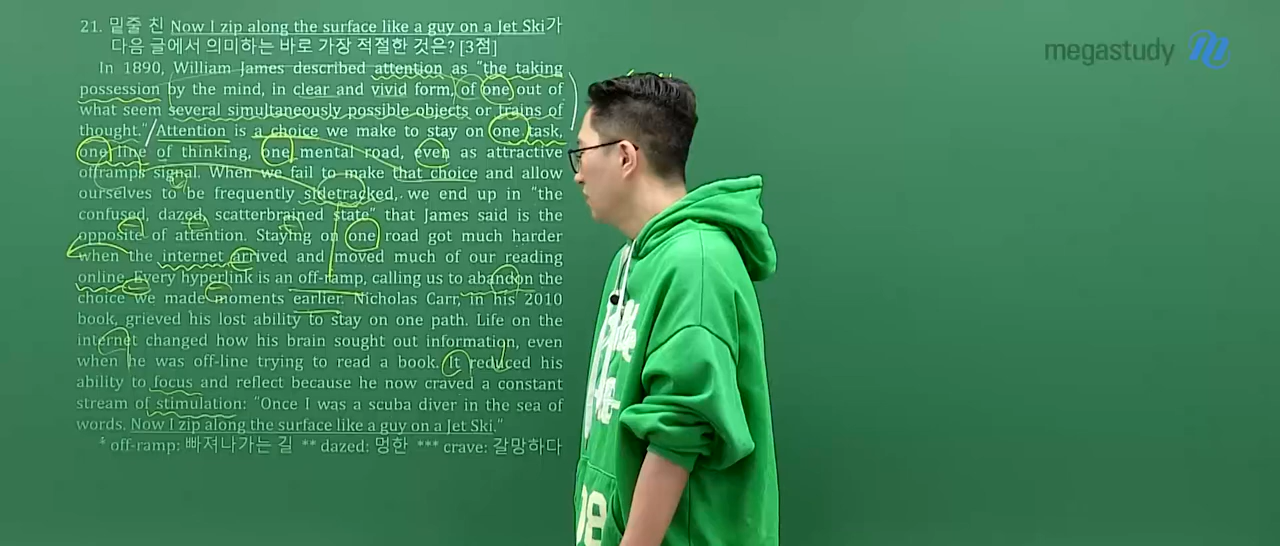 21. 밑줄 친 Now I zip along the surface like a guy on a Jet Ski가
다음 글에서 의미하는 바로 가장 적절한 것은? [3점]
In 1890, William James described attention as “the taking
possession by the mind, in clear and vivid form, of one out of
what seem several simultaneously possible objects or trains of
thought.” Attention is a choice we make to stay on one task,
one line of thinking, one mental road, even as attractive
off-ramps signal. When we fail to make that choice and allow
ourselves to be frequently sidetracked, we end up in “the
confused, dazed, scatterbrained state” that James said is the
opposite of attention. Staying on one road got much harder
when the internet arrived and moved much of our reading
online. Every hyperlink is an off-ramp, calling us to abandon the
choice we made moments earlier. Nicholas Carr, in his 2010
book, grieved his lost ability to stay on one path. Life on the
internet changed how his brain sought out information, even
when he was off-line trying to read a book. It reduced his
ability to focus and reflect because he now craved a constant
stream of stimulation: “Once I was a scuba diver in the sea of
words. Now I zip along the surface like a guy on a Jet Ski.”
* off-ramp: 빠져나가는 길 ** dazed: 멍한 *** crave: 갈망하다
megastudy